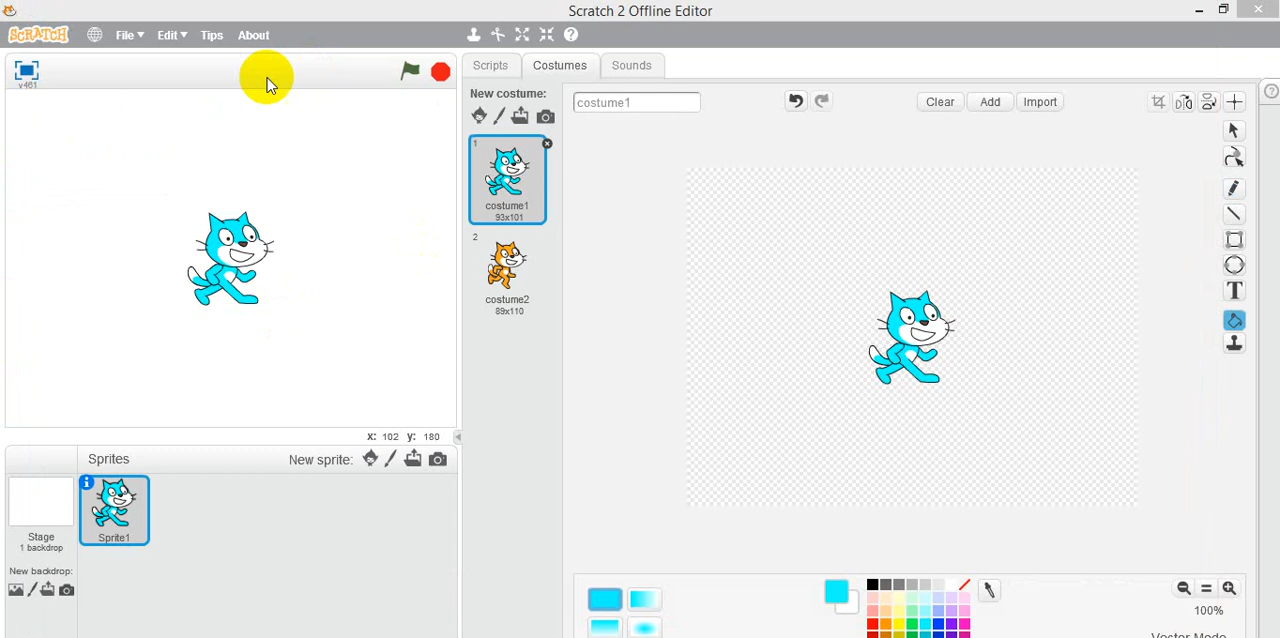 Scratch 2 Offline Editor
SCRATCH File Edit Tips About
v461
Scripts Costumes Sounds
New costume:
costume1
Clear Add Import
1
costume1
93x101
2
costume2
89x110
x: 102 y: 180
Sprites New sprite:
Sprite1
Stage
1 backdrop
New backdrop:
100%
Vector Mode
T